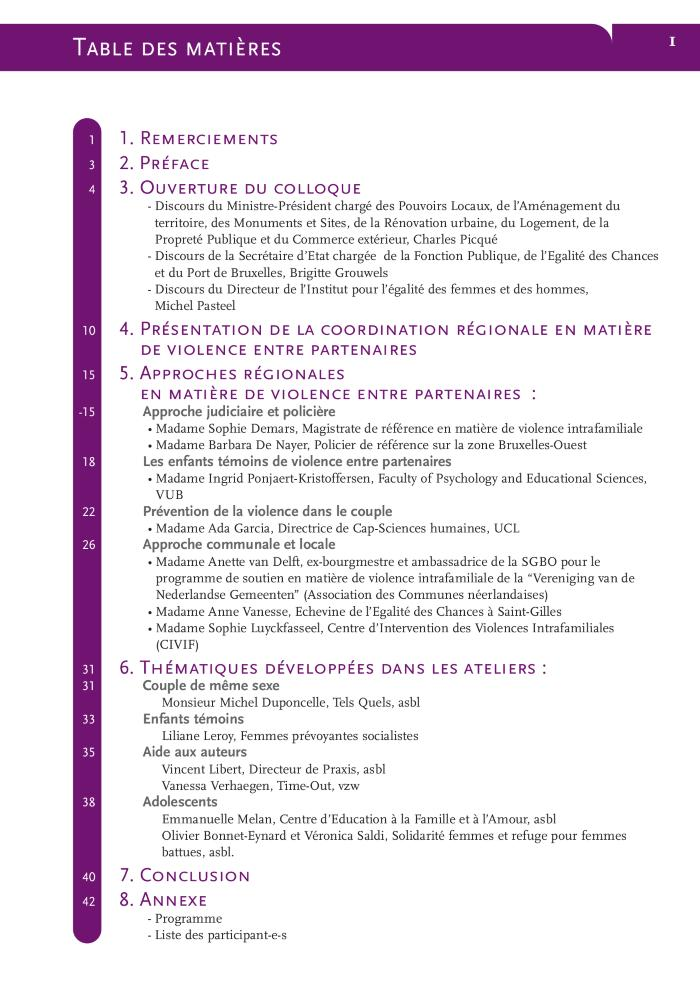 Table des matières
1
1 1. Remerciements
3 2. Préface
4 3. Ouverture du colloque
- Discours du Ministre-Président chargé des Pouvoirs Locaux, de l'Aménagement du
territoire, des Monuments et Sites, de la Rénovation urbaine, du Logement, de la
Propreté Publique et du Commerce extérieur, Charles Picqué
- Discours de la Secrétaire d'Etat chargée de la Fonction Publique, de l'Egalité des Chances
et du Port de Bruxelles, Brigitte Grouwels
- Discours du Directeur de l'Institut pour l'égalité des femmes et des hommes,
Michel Pasteel
10 4. Présentation de la coordination régionale en matière
de violence entre partenaires
15 5. Approches régionales
en matière de violence entre partenaires :
-15 Approche judiciaire et policière
• Madame Sophie Demars, Magistrate de référence en matière de violence intrafamiliale
• Madame Barbara De Nayer, Policier de référence sur la zone Bruxelles-Ouest
18 Les enfants témoins de violence entre partenaires
• Madame Ingrid Ponjaert-Kristoffersen, Faculty of Psychology and Educational Sciences,
VUB
22 Prévention de la violence dans le couple
• Madame Ada Garcia, Directrice de Cap-Sciences humaines, UCL
26 Approche communale et locale
• Madame Anette van Delft, ex-bourgmestre et ambassadrice de la SGBO pour le
programme de soutien en matière de violence intrafamiliale de la “Vereniging van de
Nederlandse Gemeenten” (Association des Communes néerlandaises)
• Madame Anne Vanesse, Echevine de l'Egalité des Chances à Saint-Gilles
• Madame Sophie Luyckfasseel, Centre d'Intervention des Violences Intrafamiliales
(CIVIF)
31 6. Thématiques développées dans les ateliers :
31 Couple de même sexe
Monsieur Michel Duponcelle, Tels Quels, asbl
33 Enfants témoins
Liliane Leroy, Femmes prévoyantes socialistes
35 Aide aux auteurs
Vincent Libert, Directeur de Praxis, asbl
Vanessa Verhaegen, Time-Out, vzw
38 Adolescents
Emmanuelle Melan, Centre d'Education à la Famille et à l'Amour, asbl
Olivier Bonnet-Eynard et Véronica Saldi, Solidarité femmes et refuge pour femmes
battues, asbl.
40 7. Conclusion
42 8. Annexe
- Programme
- Liste des participant-e-s